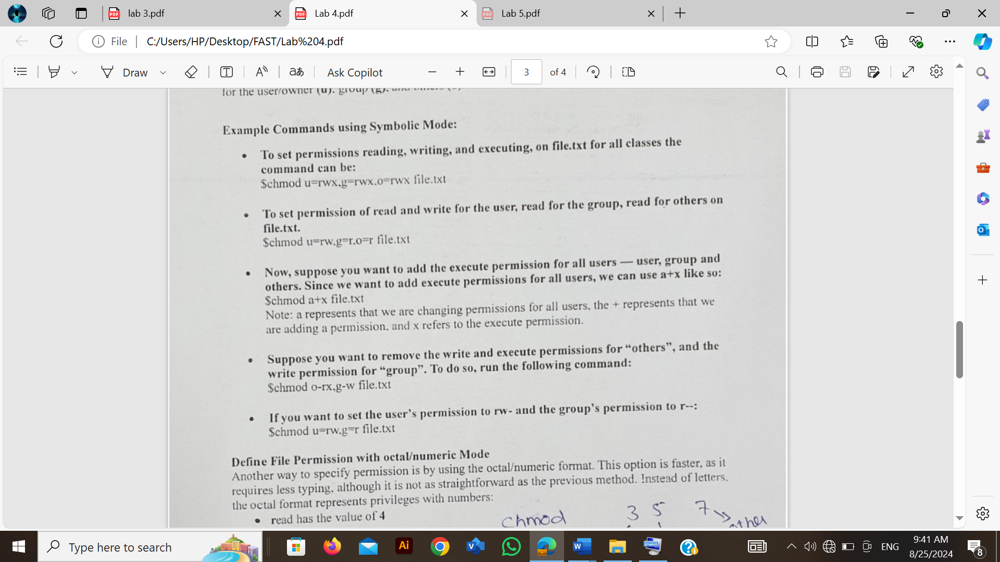 lab 3.pdf
Lab 4.pdf
Lab 5.pdf
File
C:/Users/HP/Desktop/FAST/Lab%204.pdf
Draw
aあ
Ask Copilot
3 of 4
for the user/owner (u), group (g), and
Example Commands using Symbolic Mode:
• To set permissions reading, writing, and executing, on file.txt for all classes the
command can be:
$chmod u=rwx,g=rwx,o=rwx file.txt
• To set permission of read and write for the user, read for the group, read for others on
file.txt.
$chmod u=rw,g=r,o=r file.txt
• Now, suppose you want to add the execute permission for all users — user, group and
others. Since we want to add execute permissions for all users, we can use a+x like so:
$chmod a+x file.txt
Note: a represents that we are changing permissions for all users, the + represents that we
are adding a permission, and x refers to the execute permission.
• Suppose you want to remove the write and execute permissions for “others”, and the
write permission for “group”. To do so, run the following command:
$chmod o-rx,g-w file.txt
• If you want to set the user’s permission to rw- and the group’s permission to r--:
$chmod u=rw,g=r file.txt
Define File Permission with octal/numeric Mode
Another way to specify permission is by using the octal/numeric format. This option is faster, as it
requires less typing, although it is not as straightforward as the previous method. Instead of letters,
the octal format represents privileges with numbers:
• read has the value of 4
chmod 3 5 7
other
Type here to search
Ai
ENG
9:41 AM
8/25/2024
8